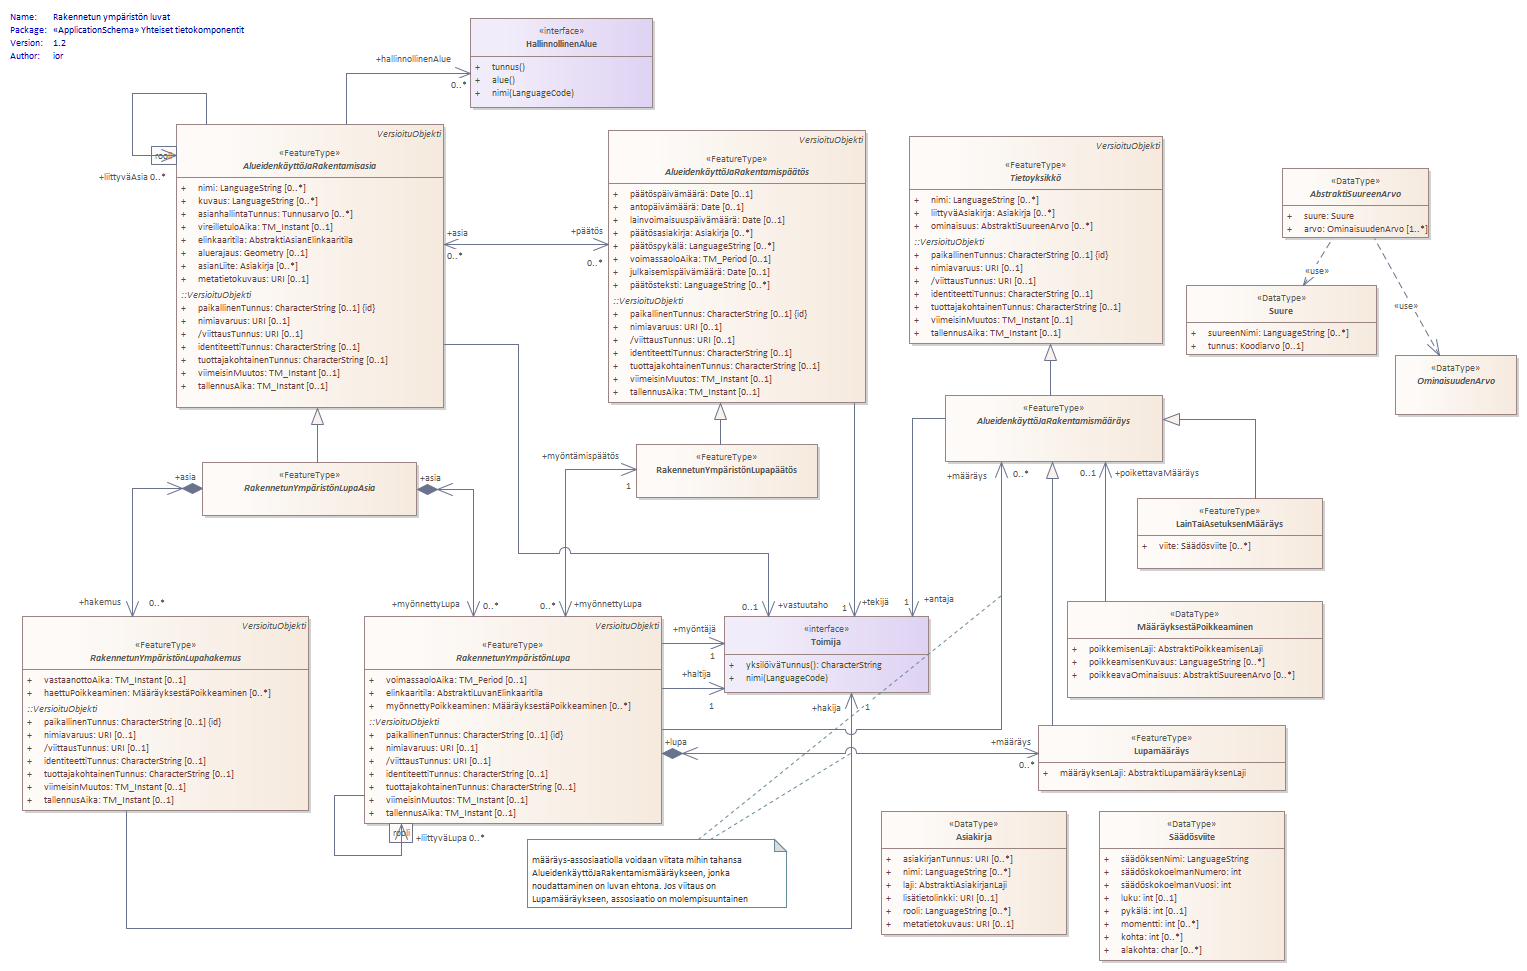 Name: Rakennetun ympäristön luvat
Package: «ApplicationSchema» Yhteiset tietokomponentit
Version: 1.2
Author: ior
«interface»
HallinnollinenAlue
+ tunnus()
+ alue()
+ nimi(LanguageCode)
+hallinnollinenAlue
0..*
VersioituObjekti
«FeatureType»
AlueidenkäyttöJaRakentamisasia
+ nimi: LanguageString [0..*]
+ kuvaus: LanguageString [0..*]
+ asianhallintaTunnus: Tunnusarvo [0..*]
+ vireilletuloAika: TM_Instant [0..1]
+ elinkaaritila: AbstraktiAsianElinkaaritila
+ aluerajaus: Geometry [0..1]
+ asianLiite: Asiakirja [0..*]
+ metatietokuvaus: URI [0..1]
::VersioituObjekti
+ paikallinenTunnus: CharacterString [0..1] {id}
+ nimiavaruus: URI [0..1]
+ /viittausTunnus: URI [0..1]
+ identiteettiTunnus: CharacterString [0..1]
+ tuottajakohtainenTunnus: CharacterString [0..1]
+ viimeisinMuutos: TM_Instant [0..1]
+ tallennusAika: TM_Instant [0..1]
rooli
+liittyväAsia 0..*
+asia
0..*
+päätös
0..*
VersioituObjekti
«FeatureType»
AlueidenkäyttöJaRakentamispäätös
+ päätöspäivämäärä: Date [0..1]
+ antopäivämäärä: Date [0..1]
+ lainvoimaisuuspäivämäärä: Date [0..1]
+ päätösasiakirja: Asiakirja [0..*]
+ päätöspykälä: LanguageString [0..*]
+ voimassaoloAika: TM_Period [0..1]
+ julkaisemispäivämäärä: Date [0..1]
+ päätösteksti: LanguageString [0..*]
::VersioituObjekti
+ paikallinenTunnus: CharacterString [0..1] {id}
+ nimiavaruus: URI [0..1]
+ /viittausTunnus: URI [0..1]
+ identiteettiTunnus: CharacterString [0..1]
+ tuottajakohtainenTunnus: CharacterString [0..1]
+ viimeisinMuutos: TM_Instant [0..1]
+ tallennusAika: TM_Instant [0..1]
VersioituObjekti
«FeatureType»
Tietoyksikkö
+ nimi: LanguageString [0..*]
+ liittyväAsiakirja: Asiakirja [0..*]
+ ominaisuus: AbstraktiSuureenArvo [0..*]
::VersioituObjekti
+ paikallinenTunnus: CharacterString [0..1] {id}
+ nimiavaruus: URI [0..1]
+ /viittausTunnus: URI [0..1]
+ identiteettiTunnus: CharacterString [0..1]
+ tuottajakohtainenTunnus: CharacterString [0..1]
+ viimeisinMuutos: TM_Instant [0..1]
+ tallennusAika: TM_Instant [0..1]
«DataType»
AbstraktiSuureenArvo
+ suure: Suure
+ arvo: OminaisuudenArvo [1..*]
«use»
«use»
«DataType»
Suure
+ suureenNimi: LanguageString [0..*]
+ tunnus: Koodiarvo [0..1]
«DataType»
OminaisuudenArvo
«FeatureType»
AlueidenkäyttöJaRakentamismääräys
«FeatureType»
RakennetunYmpäristönLupaAsia
+asia
+asia
+myöntämispäätös
1
«FeatureType»
RakennetunYmpäristönLupapäätös
+määräys
0..*
0..1
+poikettavaMääräys
«FeatureType»
LainTaiAsetuksenMääräys
+ viite: Säädösviite [0..*]
+hakemus
0..*
+myönnettyLupa
0..*
0..*
+myönnettyLupa
0..1
+vastuutaho
1
+tekijä
1
+antaja
«DataType»
MääräyksestäPoikkeaminen
+ poikkemisenLaji: AbstraktiPoikkeamisenLaji
+ poikkeamisenKuvaus: LanguageString [0..*]
+ poikkeavaOminaisuus: AbstraktiSuureenArvo [0..*]
VersioituObjekti
«FeatureType»
RakennetunYmpäristönLupahakemus
+ vastaanottoAika: TM_Instant [0..1]
+ haettuPoikkeaminen: MääräyksestäPoikkeaminen [0..*]
::VersioituObjekti
+ paikallinenTunnus: CharacterString [0..1] {id}
+ nimiavaruus: URI [0..1]
+ /viittausTunnus: URI [0..1]
+ identiteettiTunnus: CharacterString [0..1]
+ tuottajakohtainenTunnus: CharacterString [0..1]
+ viimeisinMuutos: TM_Instant [0..1]
+ tallennusAika: TM_Instant [0..1]
VersioituObjekti
«FeatureType»
RakennetunYmpäristönLupa
+ voimassaoloAika: TM_Period [0..1]
+ elinkaaritila: AbstraktiLuvanElinkaaritila
+ myönnettyPoikkeaminen: MääräyksestäPoikkeaminen [0..*]
::VersioituObjekti
+ paikallinenTunnus: CharacterString [0..1] {id}
+ nimiavaruus: URI [0..1]
+ /viittausTunnus: URI [0..1]
+ identiteettiTunnus: CharacterString [0..1]
+ tuottajakohtainenTunnus: CharacterString [0..1]
+ viimeisinMuutos: TM_Instant [0..1]
+ tallennusAika: TM_Instant [0..1]
rooli
+liittyväLupa 0..*
+myöntäjä
1
+haltija
1
«interface»
Toimija
+ yksilöiväTunnus(): CharacterString
+ nimi(LanguageCode)
+hakija
1
+lupa
+määräys
0..*
«FeatureType»
Lupamääräys
+ määräyksenLaji: AbstraktiLupamääräyksenLaji
määräys-assosiaatiolla voidaan viitata mihin tahansa
AlueidenkäyttöJaRakentamismääräykseen, jonka
noudattaminen on luvan ehtona. Jos viitaus on
Lupamääräykseen, assosiaatio on molempisuuntainen
«DataType»
Asiakirja
+ asiakirjanTunnus: URI [0..*]
+ nimi: LanguageString [0..*]
+ laji: AbstraktiAsiakirjanLaji
+ lisätietolinkki: URI [0..1]
+ rooli: LanguageString [0..*]
+ metatietokuvaus: URI [0..1]
«DataType»
Säädösviite
+ säädöksenNimi: LanguageString
+ säädöskokoelmanNumero: int
+ säädöskokoelmanVuosi: int
+ luku: int [0..1]
+ pykälä: int [0..1]
+ momentti: int [0..*]
+ kohta: int [0..*]
+ alakohta: char [0..*]